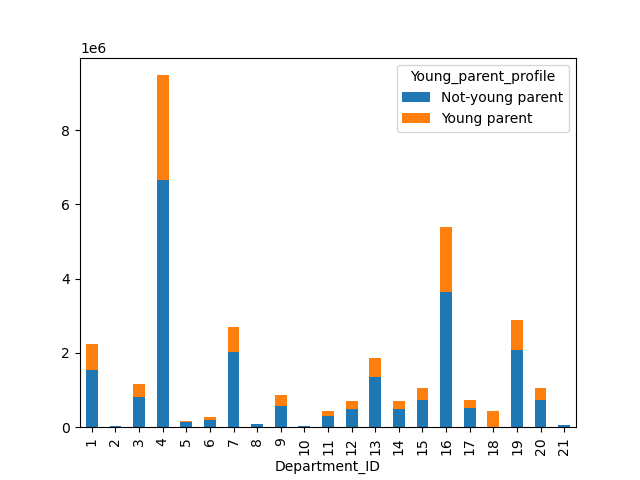 1e6
Young_parent_profile
Not-young parent
Young parent
8
6
4
2
0
1 2 3 4 5 6 7 8 9 10 11 12 13 14 15 16 17 18 19 20 21
Department_ID